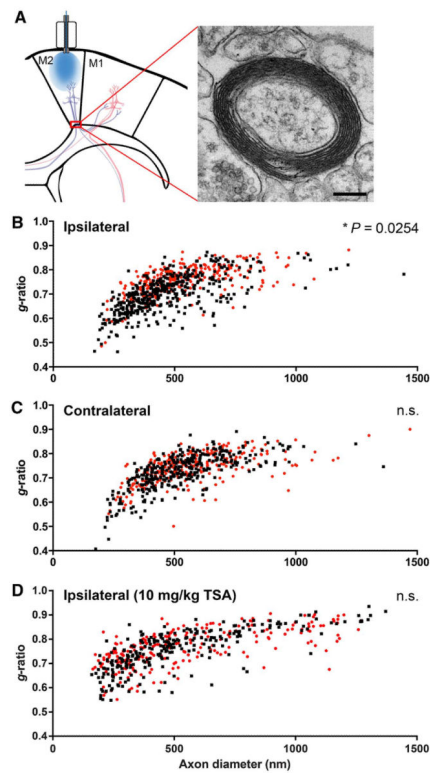 A
M2
M1
B
Ipsilateral
* P = 0.0254
1.0
0.9
0.8
0.7
0.6
0.5
0.4
g-ratio
0
500
1000
1500
C
Contralateral
n.s.
1.0
0.9
0.8
0.7
0.6
0.5
0.4
g-ratio
0
500
1000
1500
D
Ipsilateral (10 mg/kg TSA)
n.s.
1.0
0.9
0.8
0.7
0.6
0.5
0.4
g-ratio
0
500
1000
1500
Axon diameter (nm)